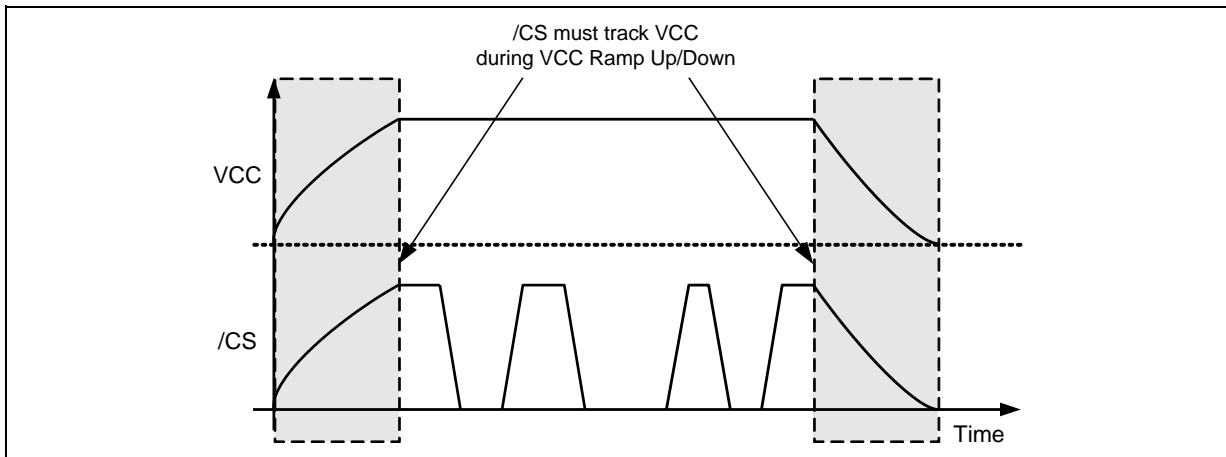 /CS must track VCC
during VCC Ramp Up/Down
VCC
/CS
Time